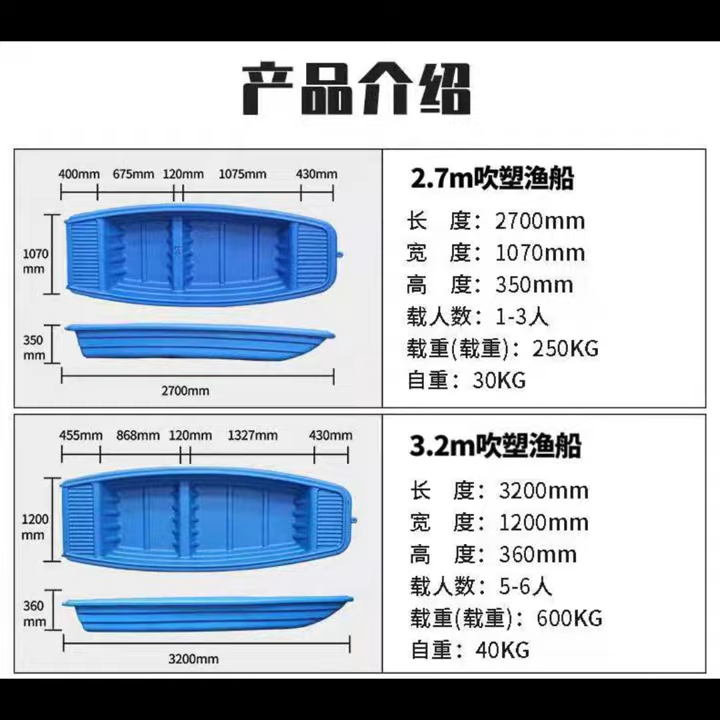 产品介绍
400mm 675mm 120mm 1075mm 430mm
1070
mm
350
mm
2700mm
2.7m吹塑渔船
长 度：2700mm
宽 度：1070mm
高 度：350mm
载人数：1-3人
载重(载重)：250KG
自重：30KG
455mm 868mm 120mm 1327mm 430mm
1200
mm
360
mm
3200mm
3.2m吹塑渔船
长 度：3200mm
宽 度：1200mm
高 度：360mm
载人数：5-6人
载重(载重)：600KG
自重：40KG